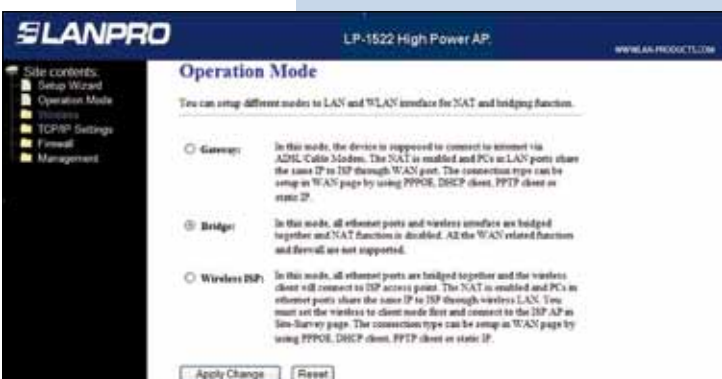 LANPRO
LP-1522 High Power AP.
WWW.LAN-PRODUCTS.COM
Site contents:
Setup Wizard
Operation Mode
Wireless
TCP/IP Settings
Firewall
Management
Operation Mode
You can setup different modes to LAN and WLAN interface for NAT and bridging function.
Gateway:
In this mode, the device is supposed to connect to internet via
ADSL/Cable Modem. The NAT is enabled and PCs in LAN ports share
the same IP to ISP through WAN port. The connection type can be
setup in WAN page by using PPPOE, DHCP client, PPTP client or
static IP.
Bridge:
In this mode, all ethernet ports and wireless interface are bridged
together and NAT function is disabled. All the WAN related function
and firewall are not supported.
Wireless ISP:
In this mode, all ethernet ports are bridged together and the wireless
client will connect to ISP access point. The NAT is enabled and PCs in
ethernet ports share the same IP to ISP through wireless LAN. You
must set the wireless to client mode first and connect to the ISP AP in
Site-Survey page. The connection type can be setup in WAN page by
using PPPOE, DHCP client, PPTP client or static IP.
Apply Change
Reset